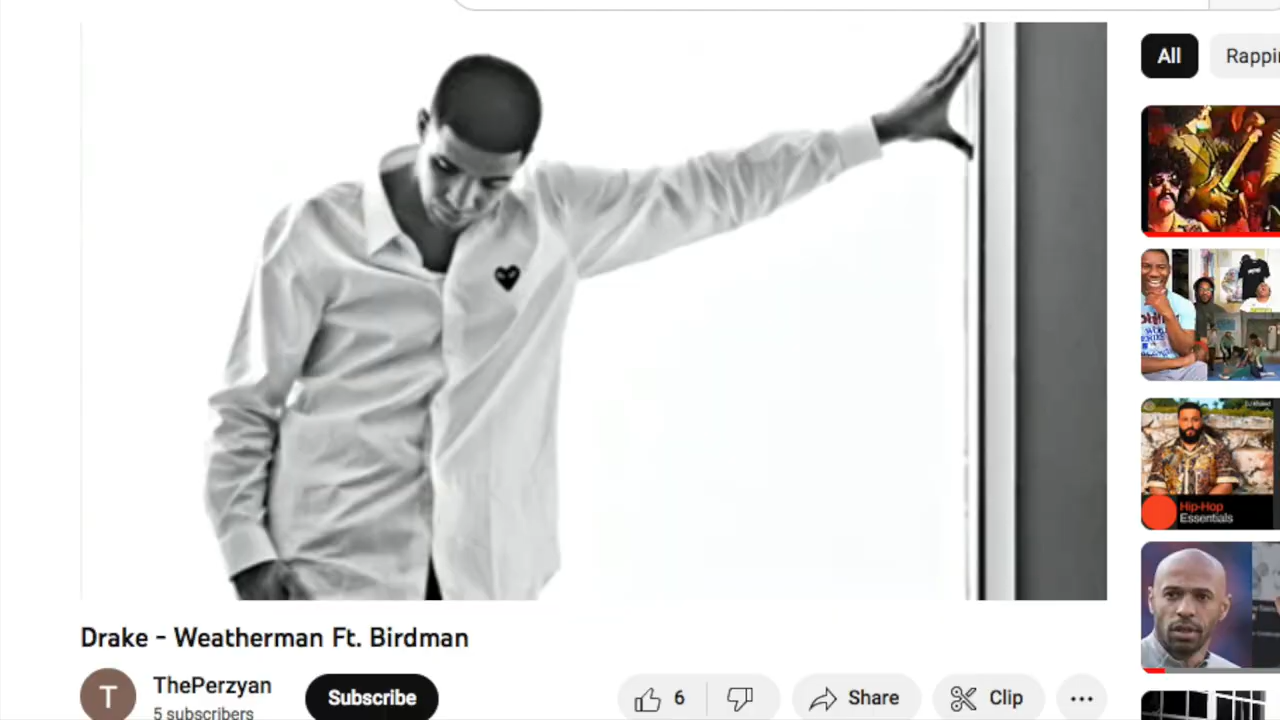 All
Rappi
Hip-Hop
Essentials
Drake - Weatherman Ft. Birdman
T
ThePerzyan
5 subscribers
Subscribe
6
Share
Clip